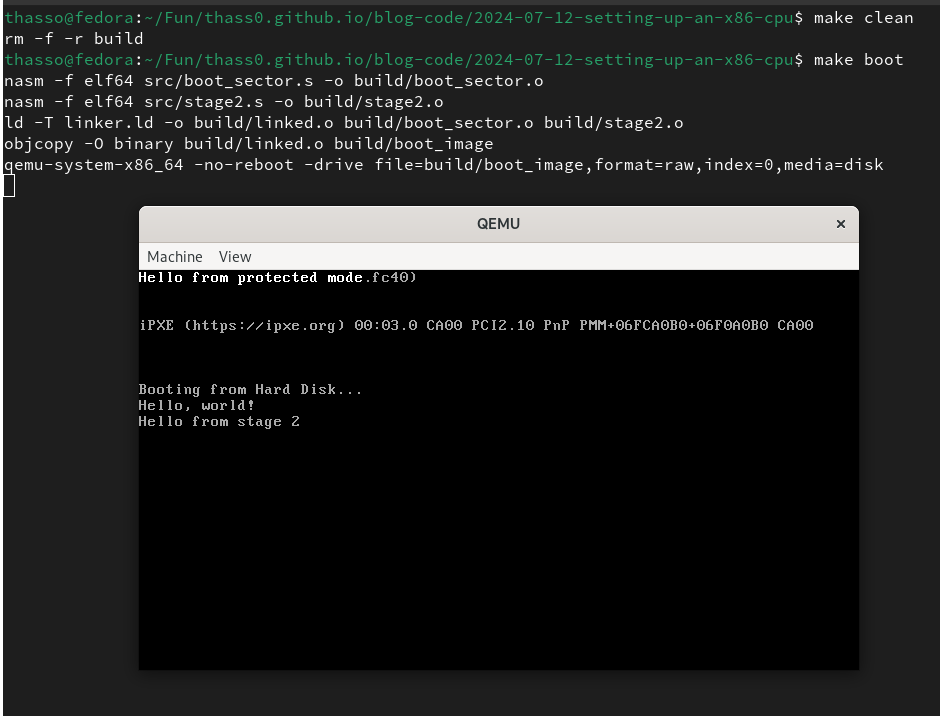 thasso@fedora:~/Fun/thass0.github.io/blog-code/2024-07-12-setting-up-an-x86-cpu$ make clean
rm -f -r build
thasso@fedora:~/Fun/thass0.github.io/blog-code/2024-07-12-setting-up-an-x86-cpu$ make boot
nasm -f elf64 src/boot_sector.s -o build/boot_sector.o
nasm -f elf64 src/stage2.s -o build/stage2.o
ld -T linker.ld -o build/linked.o build/boot_sector.o build/stage2.o
objcopy -O binary build/linked.o build/boot_image
qemu-system-x86_64 -no-reboot -drive file=build/boot_image,format=raw,index=0,media=disk
QEMU ×
Machine View
Hello from protected mode.fc40)
iPXE (https://ipxe.org) 00:03.0 CA00 PCI2.10 PnP PMM+06FCA0B0+06F0A0B0 CA00
Booting from Hard Disk...
Hello, world!
Hello from stage 2